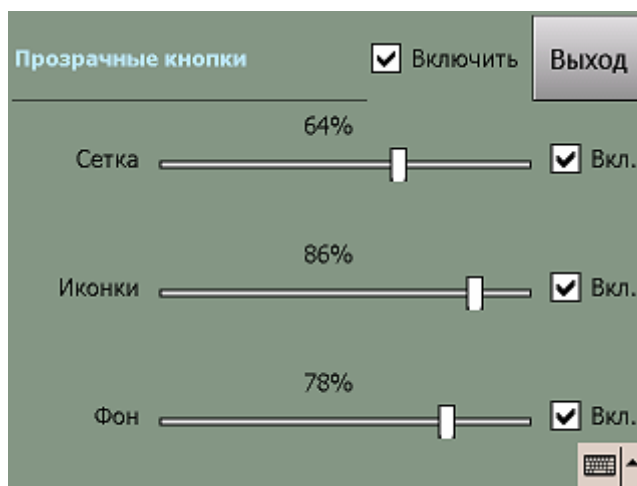 Прозрачные кнопки
Включить
Выход
64%
Сетка
Вкл.
86%
Иконки
Вкл.
78%
Фон
Вкл.